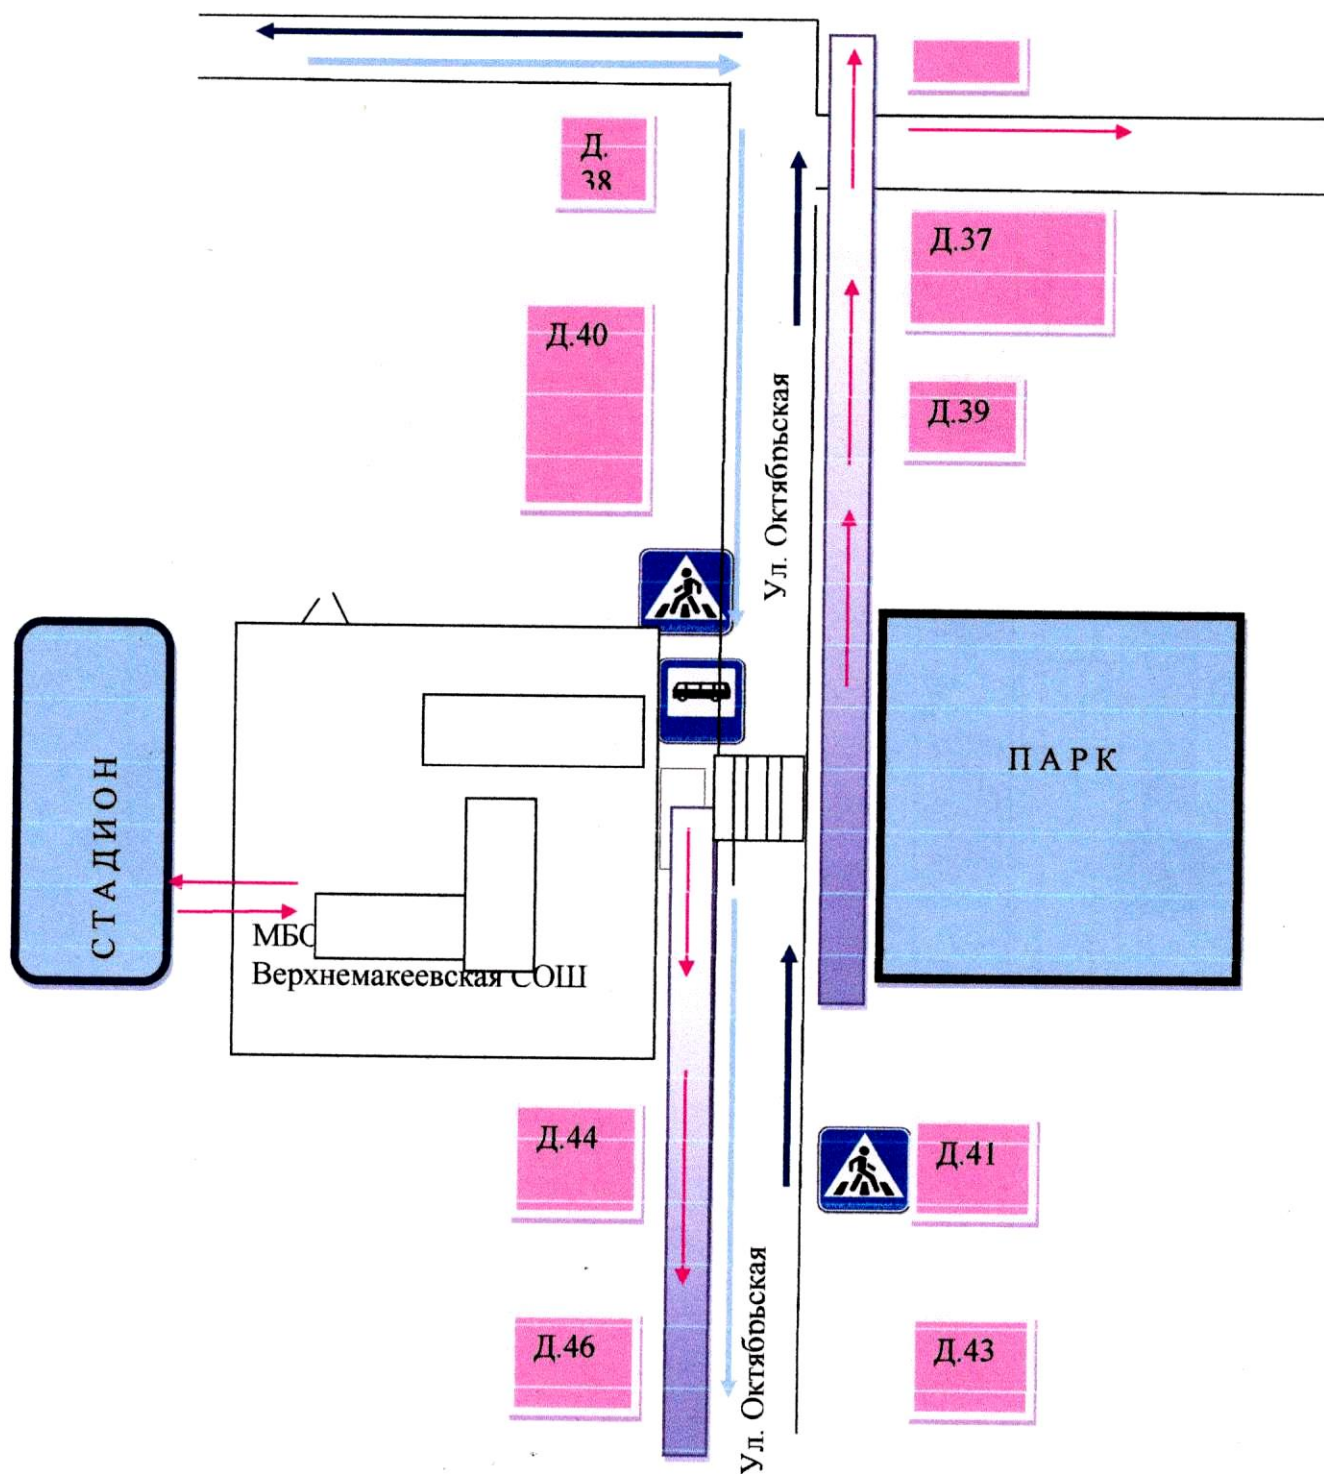 Д.
38
Д.37
Д.40
Д.39
Ул. Октябрьская
СТАДИОН
ПАРК
МБО
Верхнемакеевская СОШ
Д.44
Д.41
Д.46
Д.43
Ул. Октябрьская